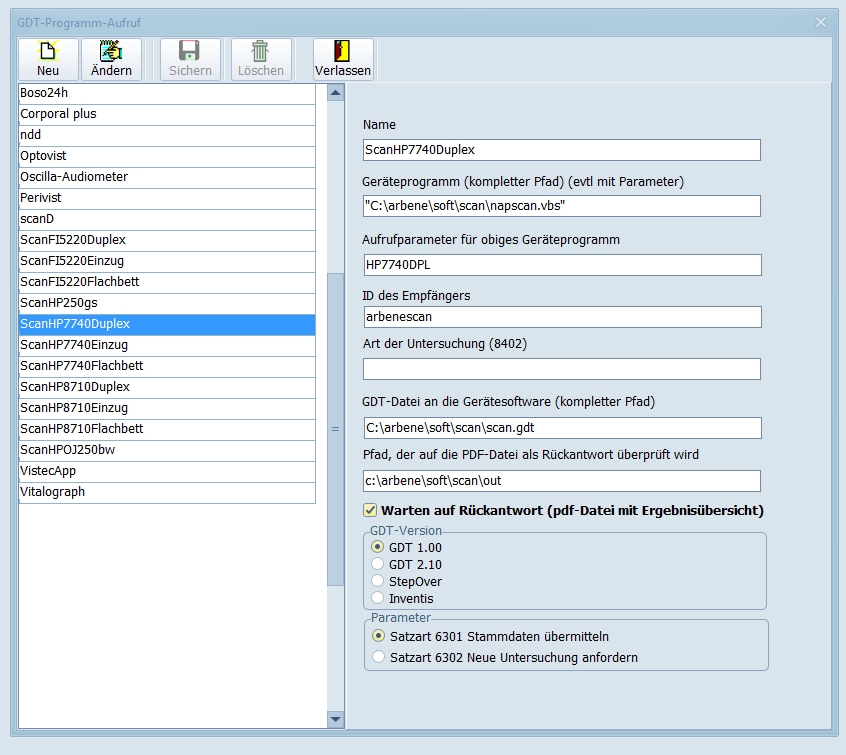 GDT-Programm-Aufruf
Neu
Ändern
Sichern
Löschen
Verlassen
Boso24h
Corporal plus
ndd
Optovist
Oscilla-Audiometer
Perivist
scanD
ScanFI5220Duplex
ScanFI5220Einzug
ScanFI5220Flachbett
ScanHP250gs
ScanHP7740Duplex
ScanHP7740Einzug
ScanHP7740Flachbett
ScanHP8710Duplex
ScanHP8710Einzug
ScanHP8710Flachbett
ScanHPOJ250bw
VistecApp
Vitalograph
Name
ScanHP7740Duplex
Geräteprogramm (kompletter Pfad) (evtl mit Parameter)
"C:\arbene\soft\scan\napscan.vbs"
Aufrufparameter für obiges Geräteprogramm
HP7740DPL
ID des Empfängers
arbenescan
Art der Untersuchung (8402)
GDT-Datei an die Gerätesoftware (kompletter Pfad)
C:\arbene\soft\scan\scan.gdt
Pfad, der auf die PDF-Datei als Rückantwort überprüft wird
c:\arbene\soft\scan\out
Warten auf Rückantwort (pdf-Datei mit Ergebnisübersicht)
GDT-Version
GDT 1.00
GDT 2.10
StepOver
Inventis
Parameter
Satzart 6301 Stammdaten übermitteln
Satzart 6302 Neue Untersuchung anfordern